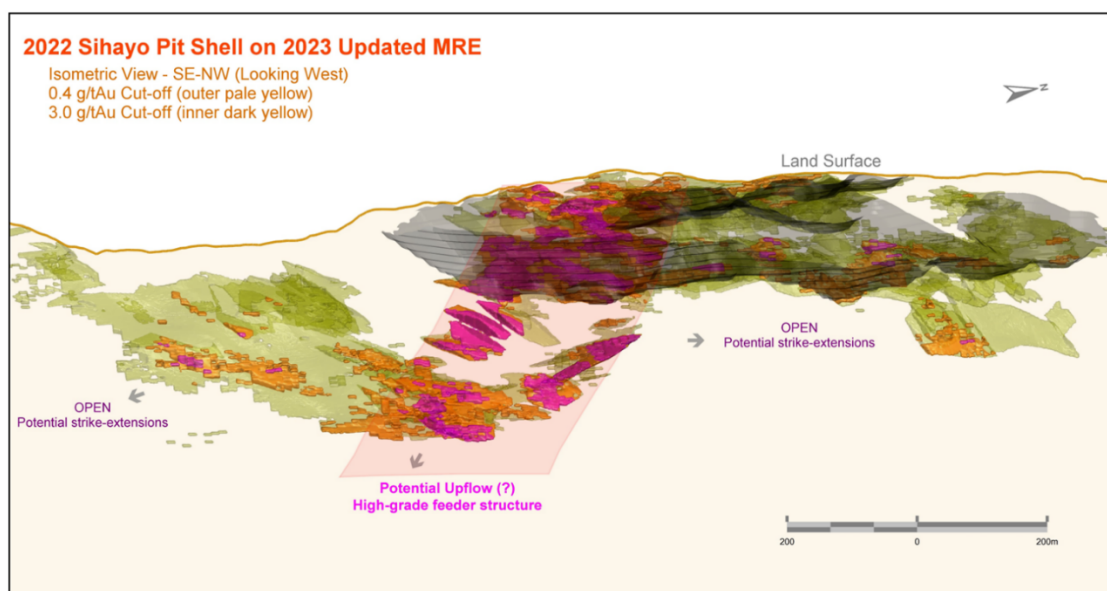 2022 Sihayo Pit Shell on 2023 Updated MRE
Isometric View - SE-NW (Looking West)
0.4 g/tAu Cut-off (outer pale yellow)
3.0 g/tAu Cut-off (inner dark yellow)
N
Land Surface
OPEN
Potential strike-extensions
OPEN
Potential strike-extensions
Potential Upflow (?)
High-grade feeder structure
200
0
200m